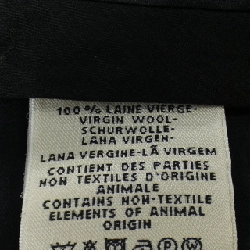 100 % LAINE VIERGE-
VIRGIN WOOL-
SCHURWOLLE-
LANA VIRGEN-
LANA VERGINE-LÃ VIRGEM
CONTIENT DES PARTIES
NON TEXTILES D'ORIGINE
ANIMALE
CONTAINS NON-TEXTILE
ELEMENTS OF ANIMAL
ORIGIN